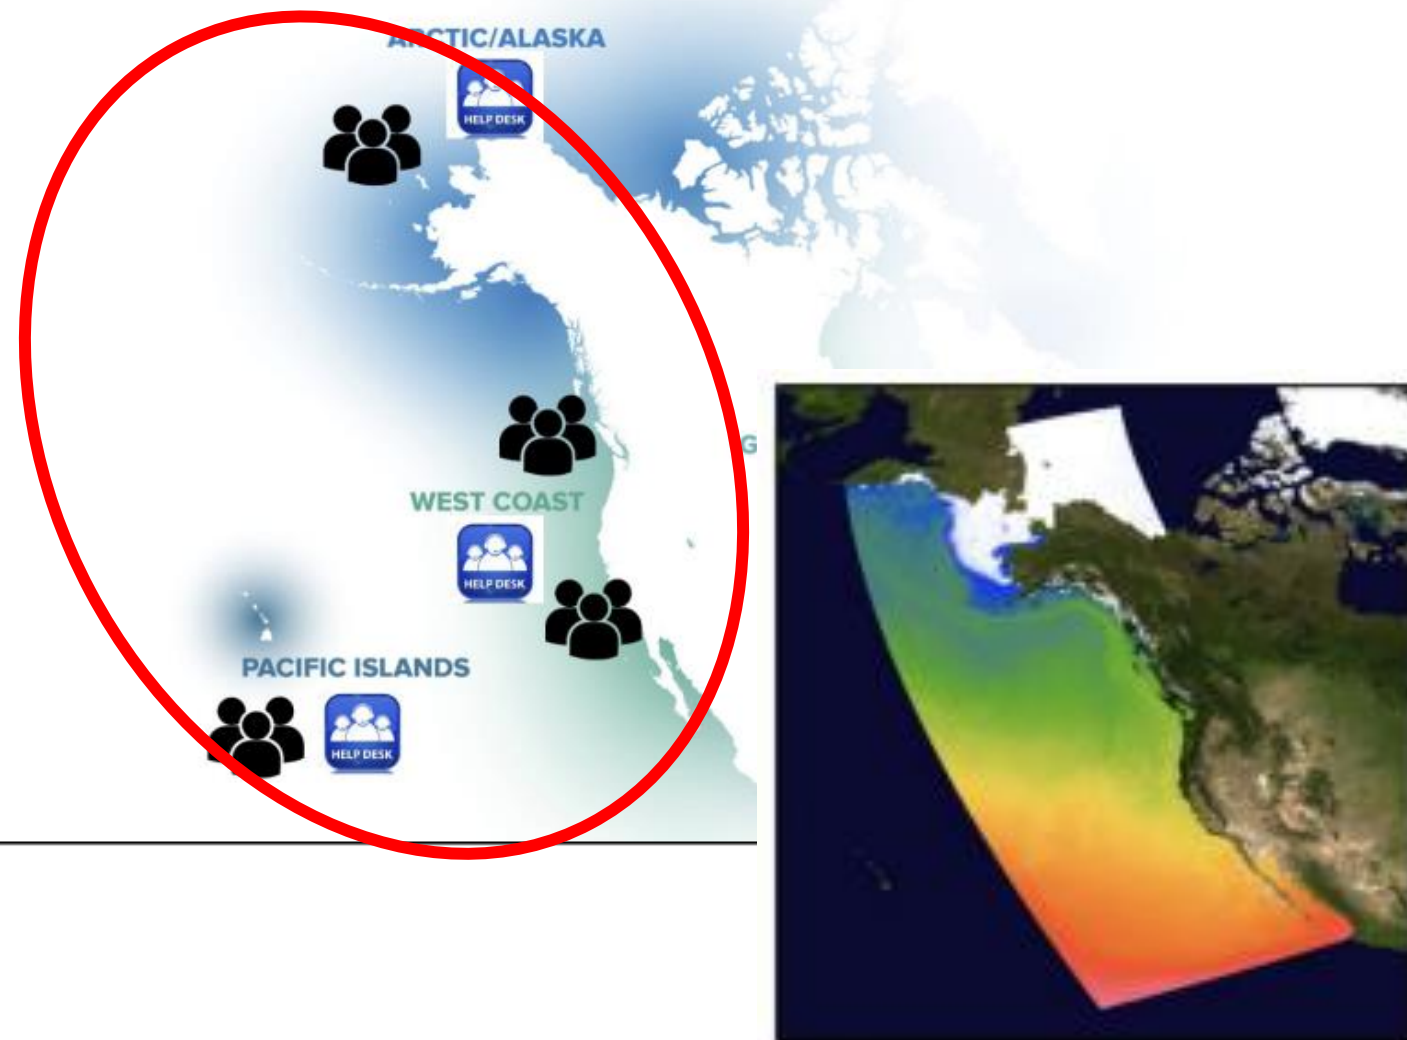 ARCTIC/ALASKA
HELP DESK
WEST COAST
HELP DESK
PACIFIC ISLANDS
HELP DESK
G